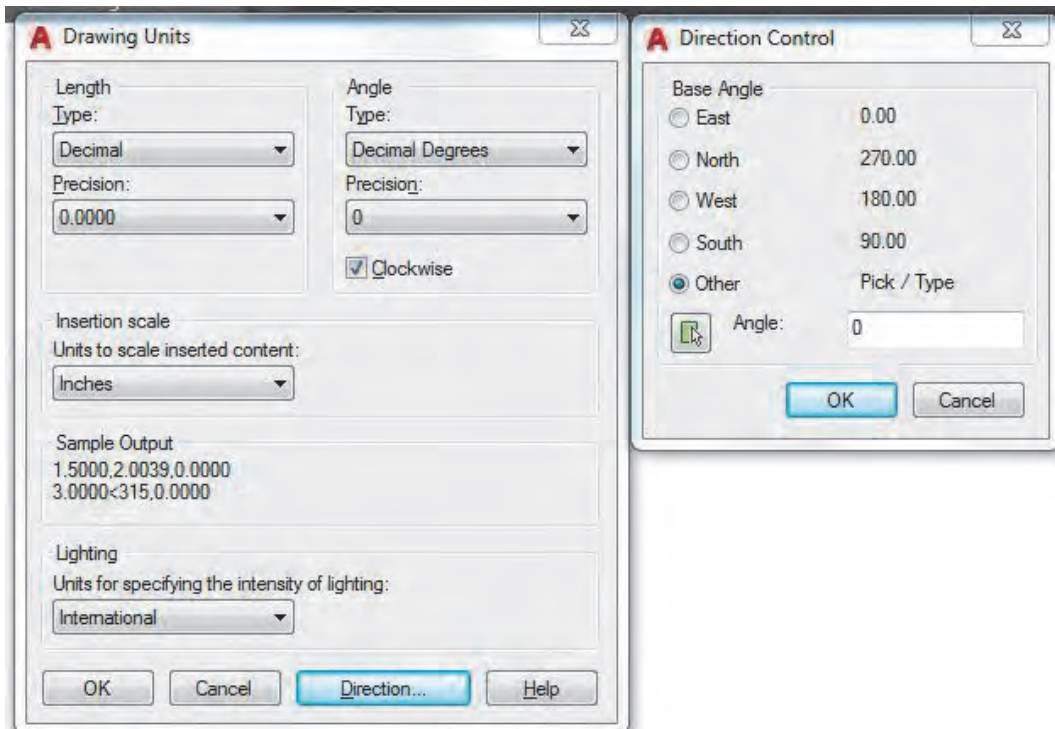 Drawing Units
Length
Type:
Decimal
Precision:
0.0000
Angle
Type:
Decimal Degrees
Precision:
0
Clockwise
Insertion scale
Units to scale inserted content:
Inches
Sample Output
1.5000,2.0039,0.0000
3.0000<315,0.0000
Lighting
Units for specifying the intensity of lighting:
International
OK Cancel Direction... Help
Direction Control
Base Angle
East 0.00
North 270.00
West 180.00
South 90.00
Other Pick / Type
Angle: 0
OK Cancel